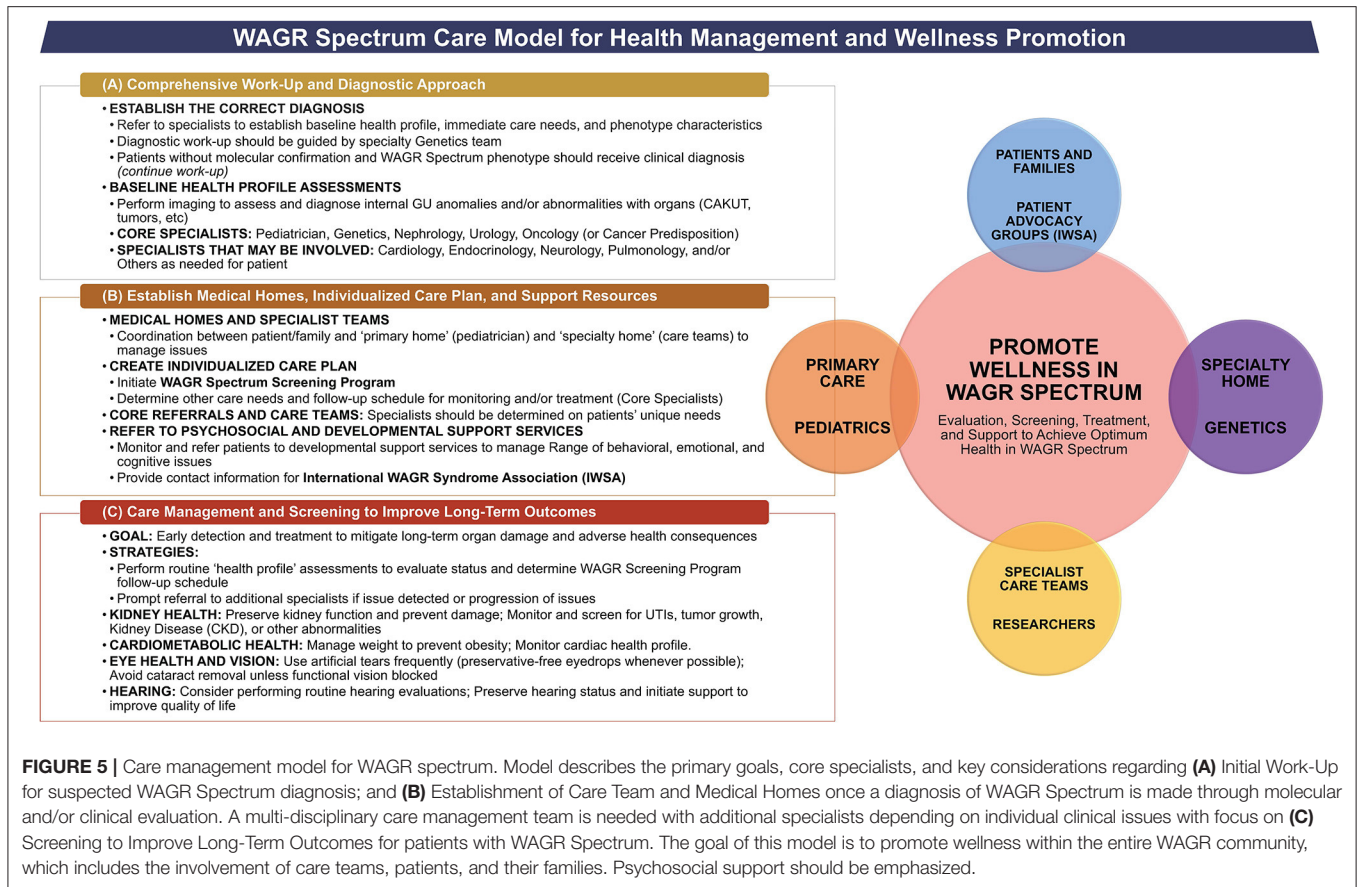 WAGR Spectrum Care Model for Health Management and Wellness Promotion
(A) Comprehensive Work-Up and Diagnostic Approach
• ESTABLISH THE CORRECT DIAGNOSIS
• Refer to specialists to establish baseline health profile, immediate care needs, and phenotype characteristics
• Diagnostic work-up should be guided by specialty Genetics team
• Patients without molecular confirmation and WAGR Spectrum phenotype should receive clinical diagnosis
(continue work-up)
• BASELINE HEALTH PROFILE ASSESSMENTS
• Perform imaging to assess and diagnose internal GU anomalies and/or abnormalities with organs (CAKUT,
tumors, etc)
• CORE SPECIALISTS: Pediatrician, Genetics, Nephrology, Urology, Oncology (or Cancer Predisposition)
• SPECIALISTS THAT MAY BE INVOLVED: Cardiology, Endocrinology, Neurology, Pulmonology, and/or
Others as needed for patient
(B) Establish Medical Homes, Individualized Care Plan, and Support Resources
• MEDICAL HOMES AND SPECIALIST TEAMS
• Coordination between patient/family and 'primary home' (pediatrician) and 'specialty home' (care teams) to
manage issues
• CREATE INDIVIDUALIZED CARE PLAN
• Initiate WAGR Spectrum Screening Program
• Determine other care needs and follow-up schedule for monitoring and/or treatment (Core Specialists)
• CORE REFERRALS AND CARE TEAMS: Specialists should be determined on patients' unique needs
• REFER TO PSYCHOSOCIAL AND DEVELOPMENTAL SUPPORT SERVICES
• Monitor and refer patients to developmental support services to manage Range of behavioral, emotional, and
cognitive issues
• Provide contact information for International WAGR Syndrome Association (IWSA)
(C) Care Management and Screening to Improve Long-Term Outcomes
• GOAL: Early detection and treatment to mitigate long-term organ damage and adverse health consequences
• STRATEGIES:
• Perform routine 'health profile' assessments to evaluate status and determine WAGR Screening Program
follow-up schedule
• Prompt referral to additional specialists if issue detected or progression of issues
• KIDNEY HEALTH: Preserve kidney function and prevent damage; Monitor and screen for UTIs, tumor growth,
Kidney Disease (CKD), or other abnormalities
• CARDIOMETABOLIC HEALTH: Manage weight to prevent obesity; Monitor cardiac health profile.
• EYE HEALTH AND VISION: Use artificial tears frequently (preservative-free eyedrops whenever possible);
Avoid cataract removal unless functional vision blocked
• HEARING: Consider performing routine hearing evaluations; Preserve hearing status and initiate support to
improve quality of life
PATIENTS AND
FAMILIES
PATIENT
ADVOCACY
GROUPS (IWSA)
PRIMARY
CARE
PEDIATRICS
PROMOTE
WELLNESS IN
WAGR SPECTRUM
Evaluation, Screening, Treatment,
and Support to Achieve Optimum
Health in WAGR Spectrum
SPECIALTY
HOME
GENETICS
SPECIALIST
CARE TEAMS
RESEARCHERS
FIGURE 5 | Care management model for WAGR spectrum. Model describes the primary goals, core specialists, and key considerations regarding (A) Initial Work-Up
for suspected WAGR Spectrum diagnosis; and (B) Establishment of Care Team and Medical Homes once a diagnosis of WAGR Spectrum is made through molecular
and/or clinical evaluation. A multi-disciplinary care management team is needed with additional specialists depending on individual clinical issues with focus on (C)
Screening to Improve Long-Term Outcomes for patients with WAGR Spectrum. The goal of this model is to promote wellness within the entire WAGR community,
which includes the involvement of care teams, patients, and their families. Psychosocial support should be emphasized.